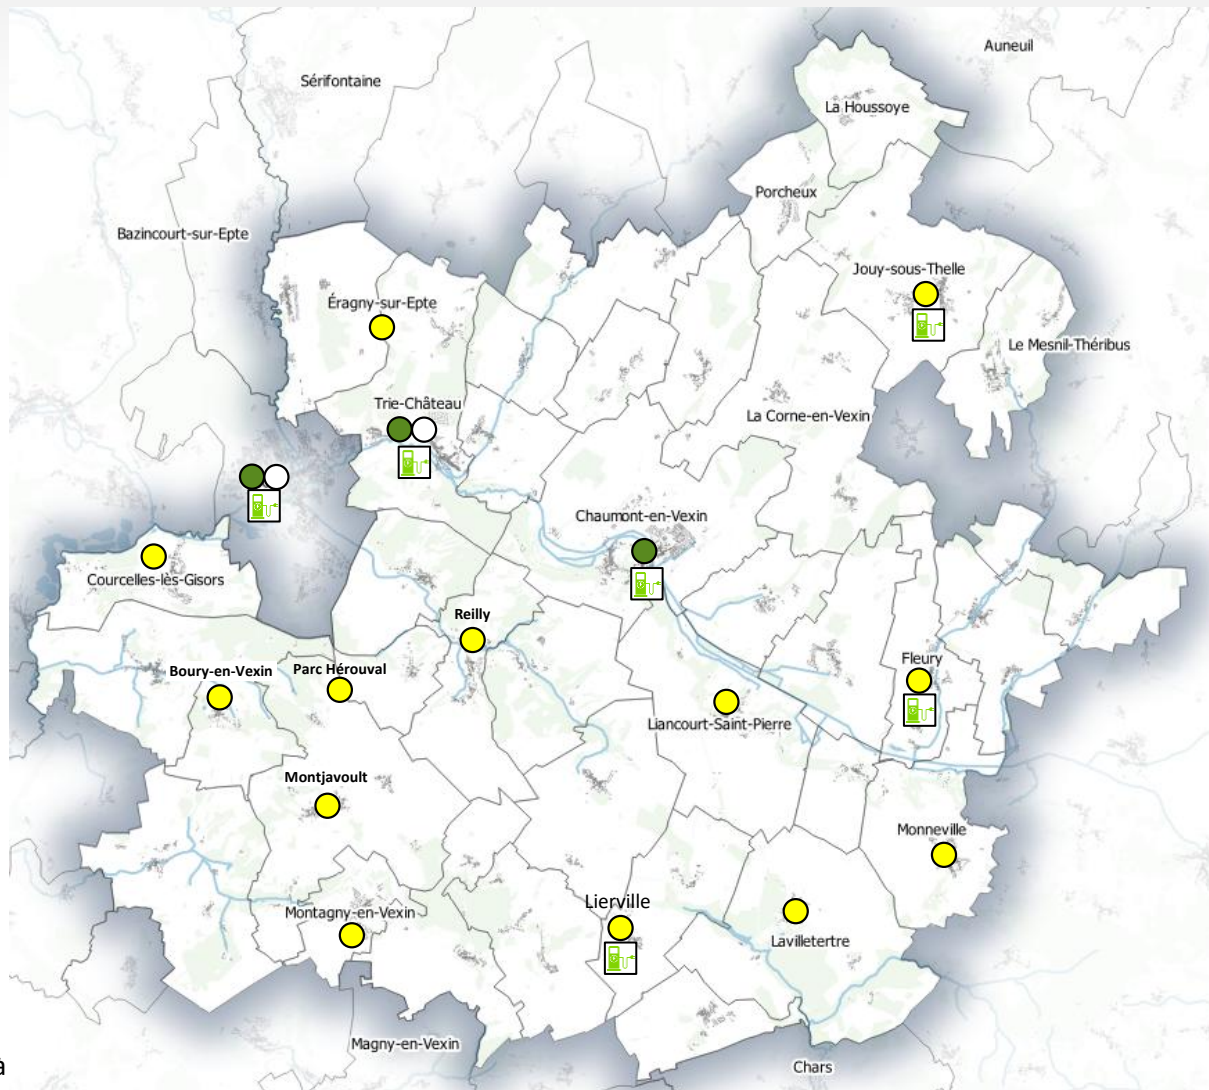 Auneuil
Sérifontaine
La Houssoye
Porcheux
Bazincourt-sur-Epte
Jouy-sous-Thelle
Éragny-sur-Epte
Le Mesnil-Théribus
Trie-Château
La Corne-en-Vexin
Chaumont-en-Vexin
Courcelles-lès-Gisors
Reilly
Fleury
Boury-en-Vexin
Parc Hérouval
Liancourt-Saint-Pierre
Montjavoult
Monneville
Lierville
Montagny-en-Vexin
Lavilletertre
Magny-en-Vexin
Chars
à